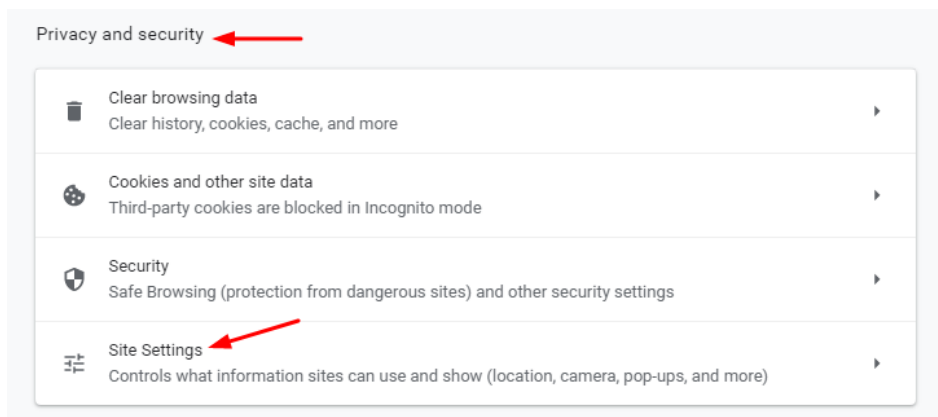 Privacy and security
Clear browsing data
Clear history, cookies, cache, and more
Cookies and other site data
Third-party cookies are blocked in Incognito mode
Security
Safe Browsing (protection from dangerous sites) and other security settings
Site Settings
Controls what information sites can use and show (location, camera, pop-ups, and more)